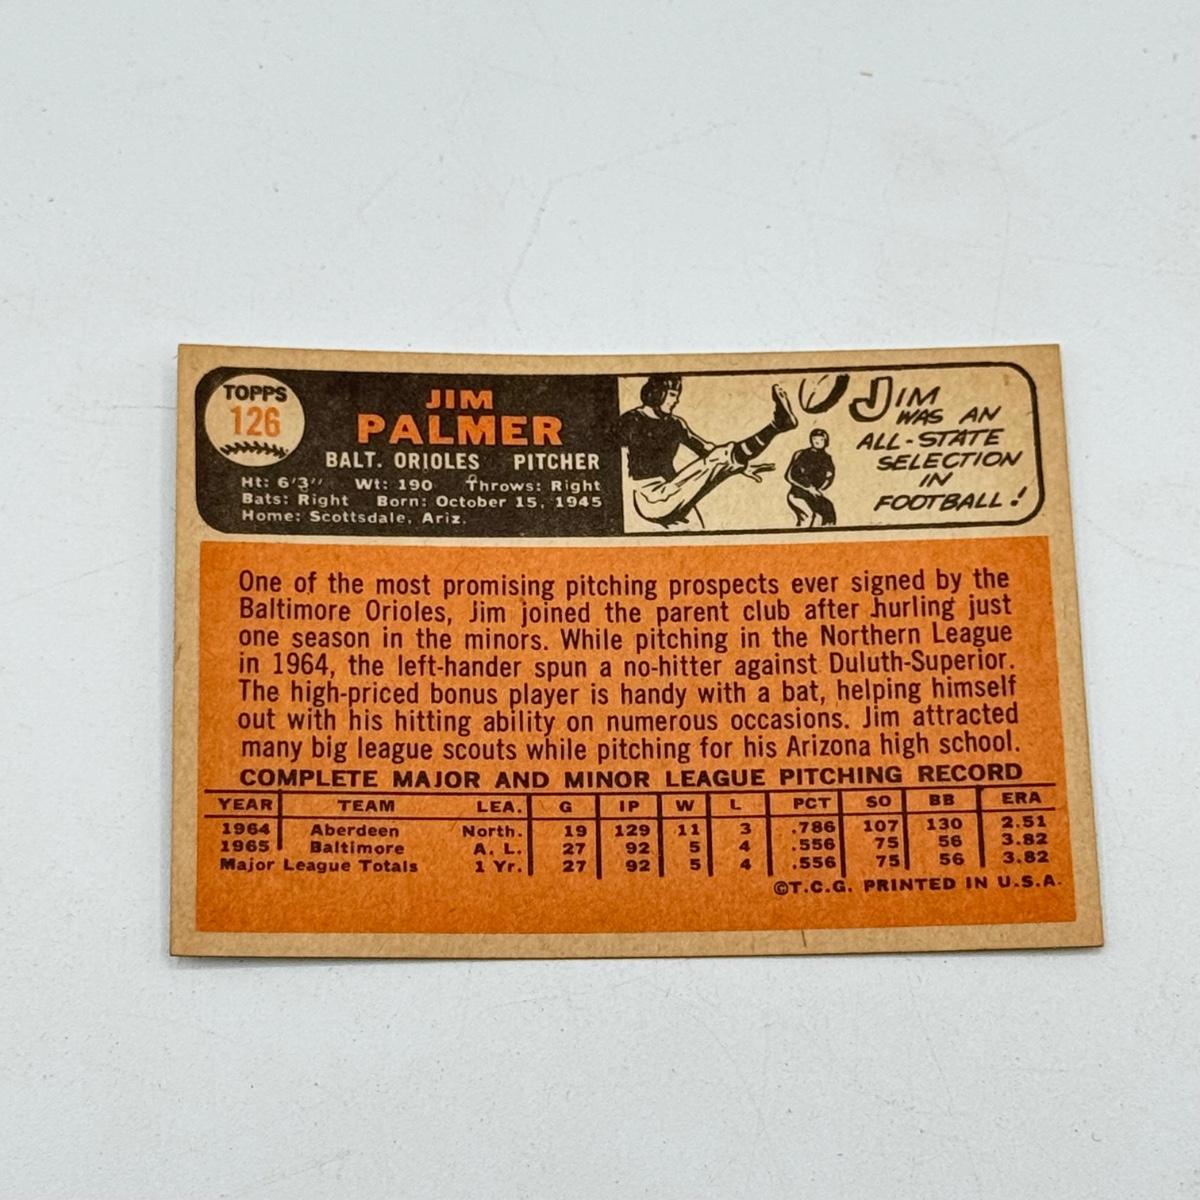 TOPPS
126
JIM
PALMER
BALT. ORIOLES PITCHER
Ht: 6'3" Wt: 190 Throws: Right
Bats: Right Born: October 15, 1945
Home: Scottsdale, Ariz.
JIM
WAS AN
ALL-STATE
SELECTION
IN
FOOTBALL!
One of the most promising pitching prospects ever signed by the
Baltimore Orioles, Jim joined the parent club after hurling just
one season in the minors. While pitching in the Northern League
in 1964, the left-hander spun a no-hitter against Duluth-Superior.
The high-priced bonus player is handy with a bat, helping himself
out with his hitting ability on numerous occasions. Jim attracted
many big league scouts while pitching for his Arizona high school.
COMPLETE MAJOR AND MINOR LEAGUE PITCHING RECORD
YEAR TEAM LEA. G IP W L PCT SO BB ERA
1964 Aberdeen North. 19 129 11 3 .786 107 130 2.51
1965 Baltimore A. L. 27 92 5 4 .556 75 56 3.82
Major League Totals 1 Yr. 27 92 5 4 .556 75 56 3.82
©T.C.G. PRINTED IN U.S.A.